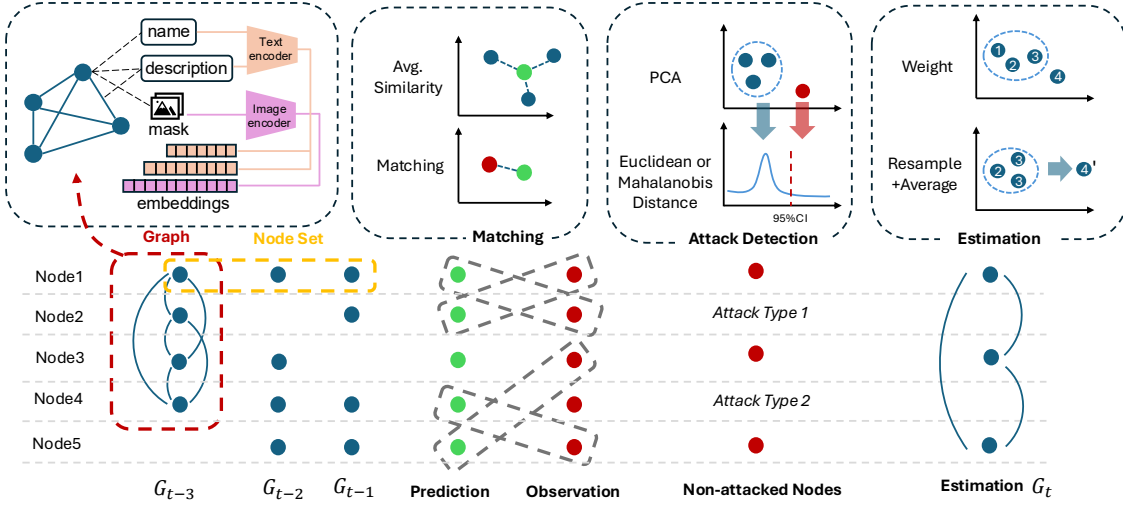 name
description
mask
Text
encoder
Image
encoder
embeddings
Avg.
Similarity
Matching
PCA
Euclidean or
Mahalanobis
Distance
95%CI
Weight
1
2
3
4
Resample
+Average
2
3
3
4'
Graph
Node Set
Matching
Attack Detection
Estimation
Node1
Node2
Attack Type 1
Node3
Node4
Attack Type 2
Node5
G_{t−3}
G_{t−2}
G_{t−1}
Prediction
Observation
Non-attacked Nodes
Estimation G_t